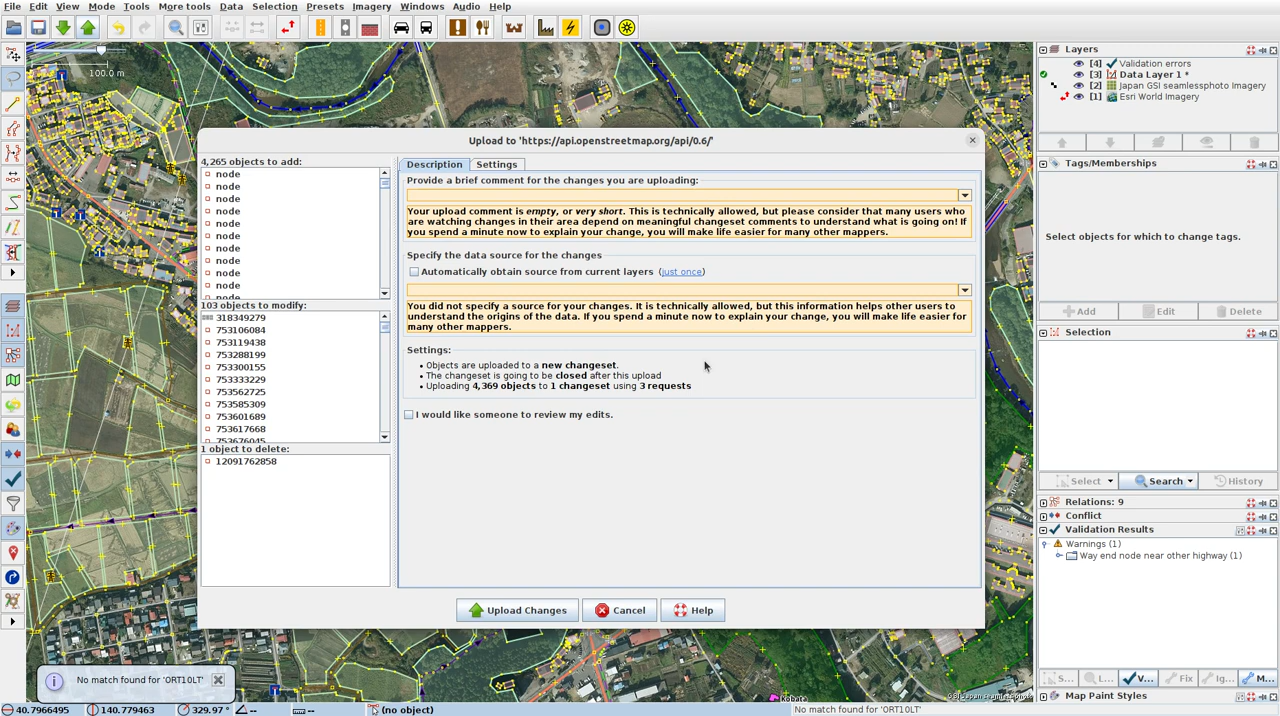 File Edit View Mode Tools More tools Data Selection Presets Imagery Windows Audio Help
100.0 m
Upload to 'https://api.openstreetmap.org/api/0.6/'
4,265 objects to add:
node
node
node
node
node
node
node
node
node
node
node
103 objects to modify:
318349279
753106084
753119438
753288199
753300155
753333229
753562725
753585309
753601689
753617668
753676045
1 object to delete:
12091762858
Description Settings
Provide a brief comment for the changes you are uploading:
Your upload comment is empty, or very short. This is technically allowed, but please consider that many users who
are watching changes in their area depend on meaningful changeset comments to understand what is going on! If
you spend a minute now to explain your change, you will make life easier for many other mappers.
Specify the data source for the changes
Automatically obtain source from current layers (just once)
You did not specify a source for your changes. It is technically allowed, but this information helps other users to
understand the origins of the data. If you spend a minute now to explain your change, you will make life easier for
many other mappers.
Settings:
• Objects are uploaded to a new changeset.
• The changeset is going to be closed after this upload
• Uploading 4,369 objects to 1 changeset using 3 requests
I would like someone to review my edits.
Upload Changes Cancel Help
Layers
[4] Validation errors
[3] Data Layer 1 *
[2] Japan GSI seamlessphoto Imagery
[1] Esri World Imagery
Tags/Memberships
Select objects for which to change tags.
Add Edit Delete
Selection
Select Search History
Relations: 9
Conflict
Validation Results
Warnings (1)
Way end node near other highway (1)
S... L... V... Fix Ig... M...
Map Paint Styles
No match found for 'ORT10LT'
Kobata
GSI Japan seamless photo
40.7966495 140.779463 329.97 ° -- -- (no object) No match found for 'ORT10LT'